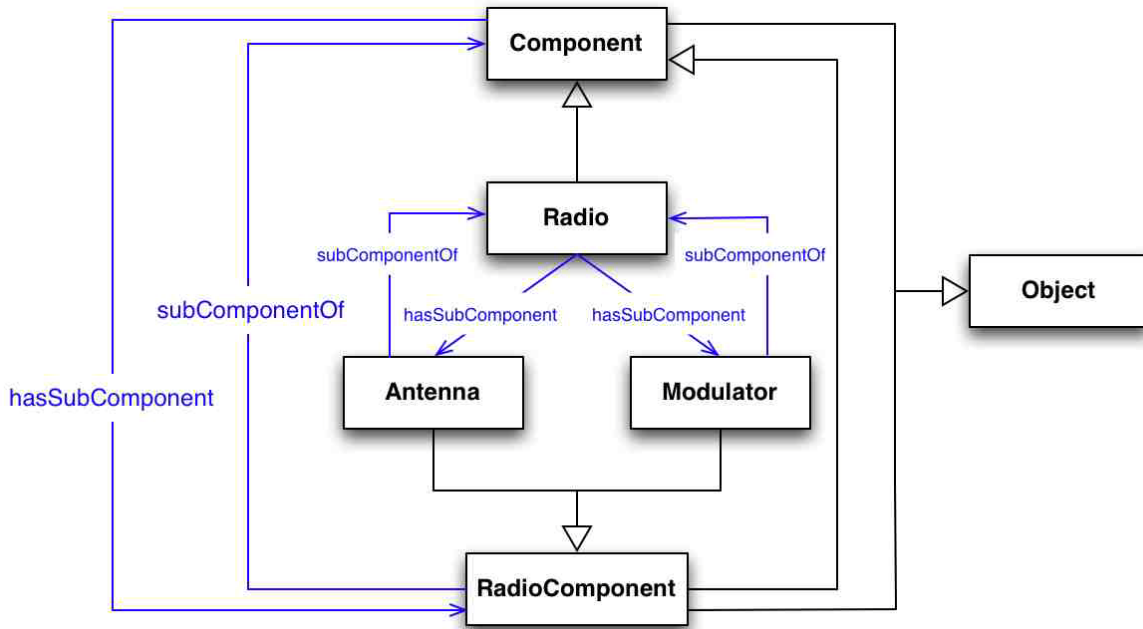 Component
Radio
subComponentOf
subComponentOf
Object
subComponentOf
hasSubComponent
hasSubComponent
hasSubComponent
Antenna
Modulator
RadioComponent